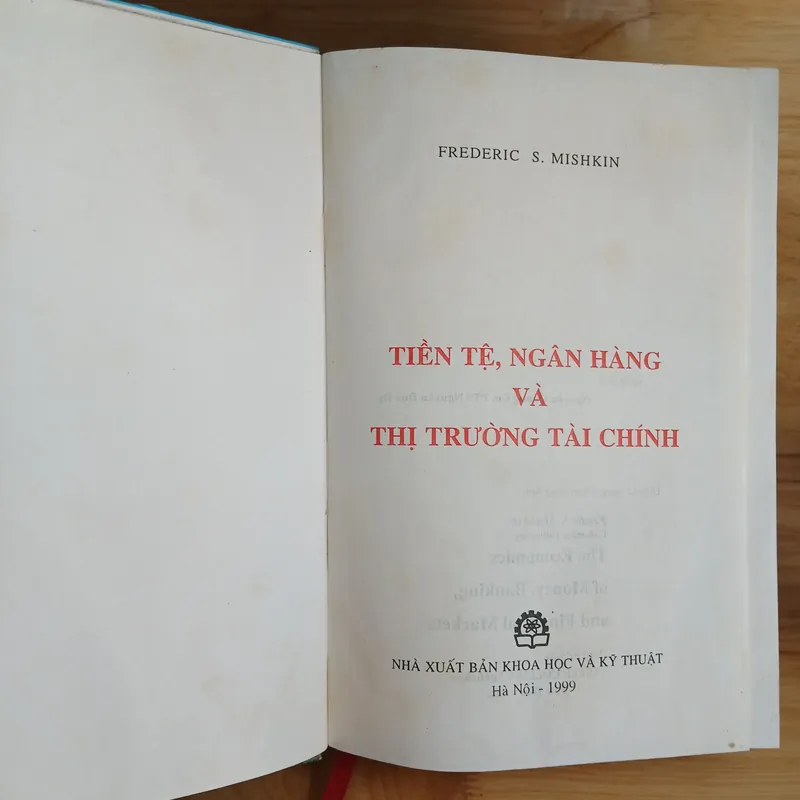 FREDERIC S. MISHKIN
TIỀN TỆ, NGÂN HÀNG
VÀ
THỊ TRƯỜNG TÀI CHÍNH
NHÀ XUẤT BẢN KHOA HỌC VÀ KỸ THUẬT
Hà Nội - 1999